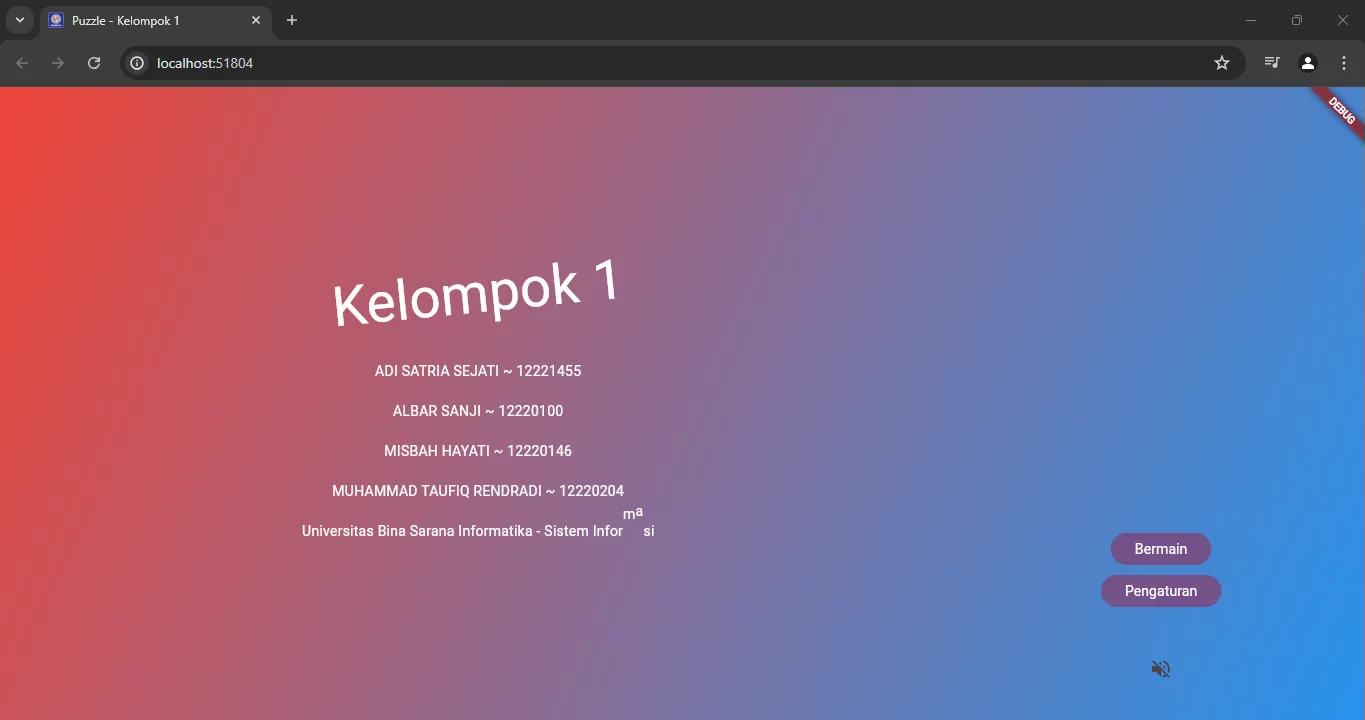 Puzzle - Kelompok 1
localhost:51804
DEBUG
Kelompok 1
ADI SATRIA SEJATI ~ 12221455
ALBAR SANJI ~ 12220100
MISBAH HAYATI ~ 12220146
MUHAMMAD TAUFIQ RENDRADI ~ 12220204
Universitas Bina Sarana Informatika - Sistem Informasi
Bermain
Pengaturan